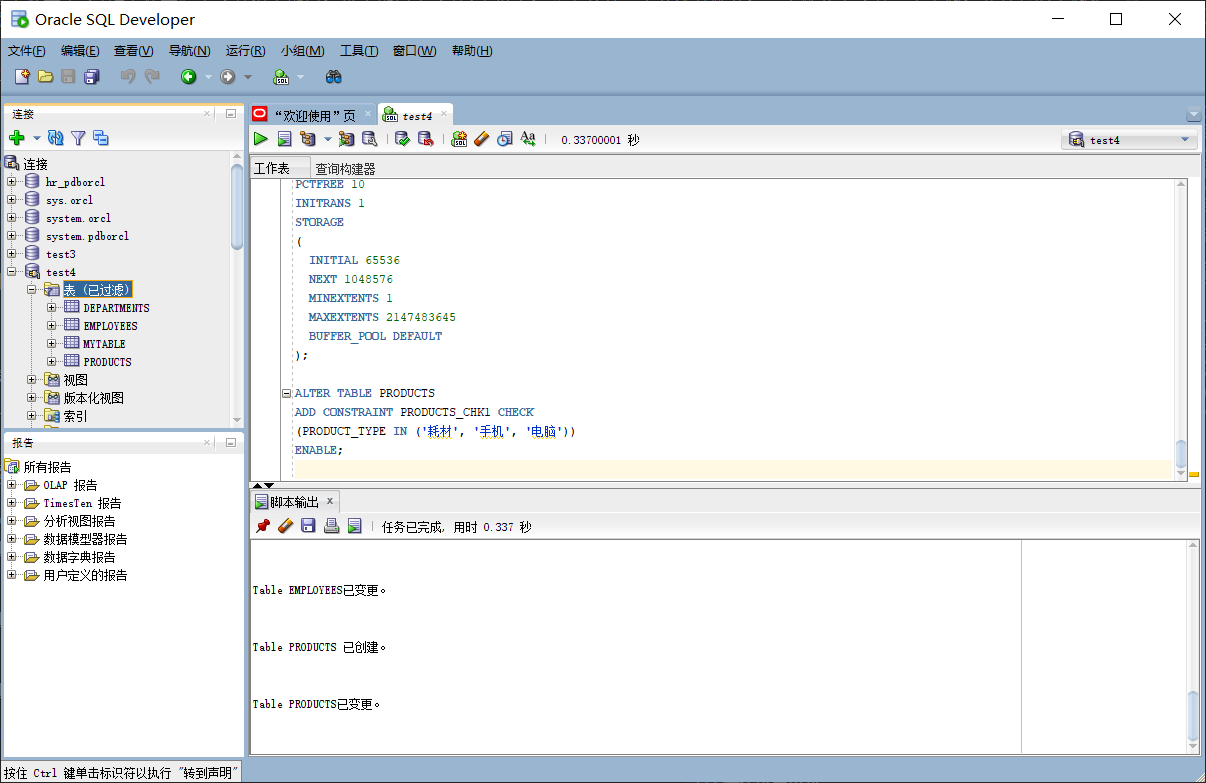 Oracle SQL Developer
文件(F) 编辑(E) 查看(V) 导航(N) 运行(R) 小组(M) 工具(T) 窗口(W) 帮助(H)
连接
连接
hr_pdborcl
sys.orcl
system.orcl
system.pdborcl
test3
test4
表 (已过滤)
DEPARTMENTS
EMPLOYEES
MYTABLE
PRODUCTS
视图
版本化视图
索引
报告
所有报告
OLAP 报告
TimesTen 报告
分析视图报告
数据模型器报告
数据字典报告
用户定义的报告
“欢迎使用”页
test4
0.33700001 秒
test4
工作表 查询构建器
PCTFREE 10
INITRANS 1
STORAGE
(
INITIAL 65536
NEXT 1048576
MINEXTENTS 1
MAXEXTENTS 2147483645
BUFFER_POOL DEFAULT
);
ALTER TABLE PRODUCTS
ADD CONSTRAINT PRODUCTS_CHK1 CHECK
(PRODUCT_TYPE IN ('耗材', '手机', '电脑'))
ENABLE;
脚本输出
任务已完成, 用时 0.337 秒
Table EMPLOYEES已变更。
Table PRODUCTS 已创建。
Table PRODUCTS已变更。
按住 Ctrl 键单击标识符以执行 "转到声明"